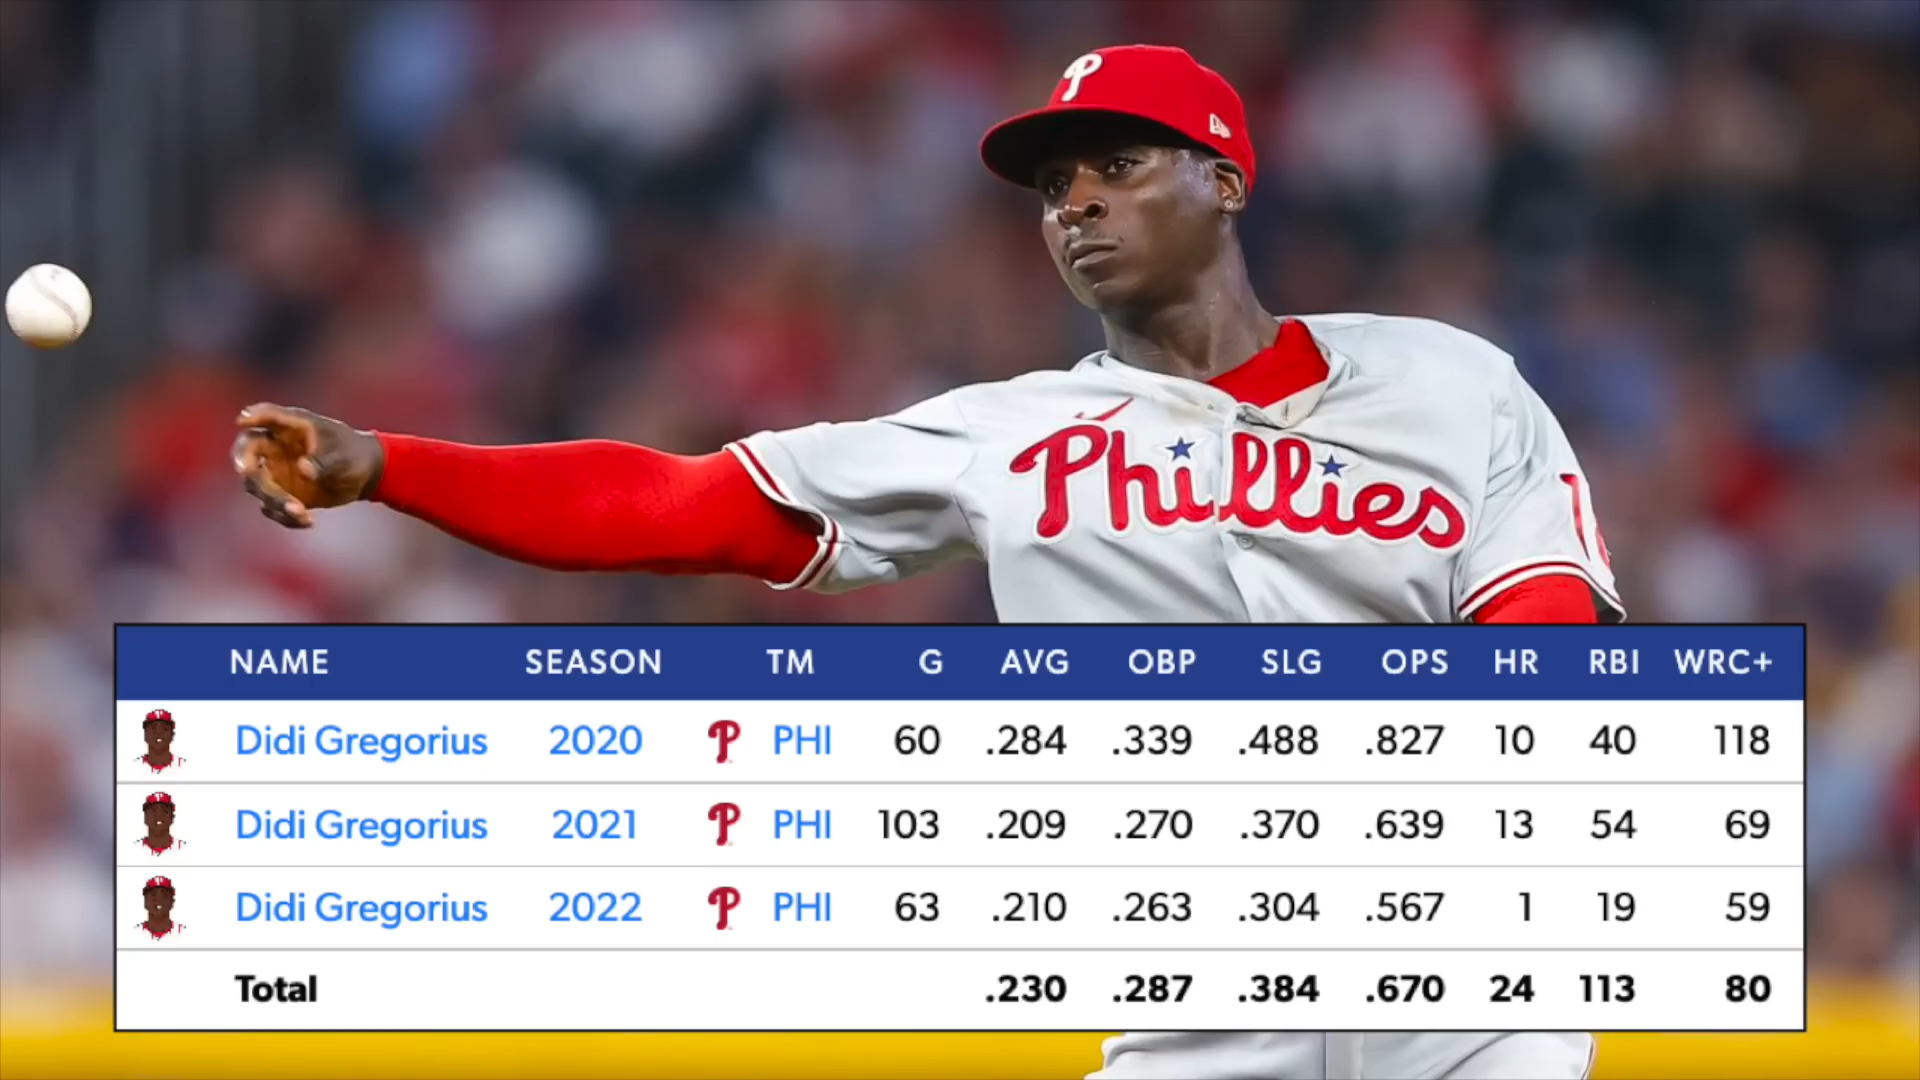 P
Phillies
NAME SEASON TM G AVG OBP SLG OPS HR RBI WRC+
Didi Gregorius 2020 P PHI 60 .284 .339 .488 .827 10 40 118
Didi Gregorius 2021 P PHI 103 .209 .270 .370 .639 13 54 69
Didi Gregorius 2022 P PHI 63 .210 .263 .304 .567 1 19 59
Total .230 .287 .384 .670 24 113 80